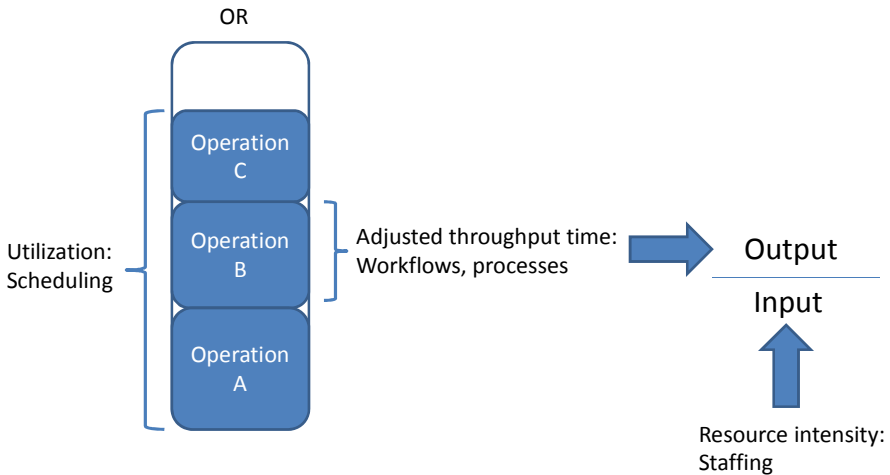 OR
Operation
C
Operation
B
Operation
A
Utilization:
Scheduling
Adjusted throughput time:
Workflows, processes
Output
Input
Resource intensity:
Staffing